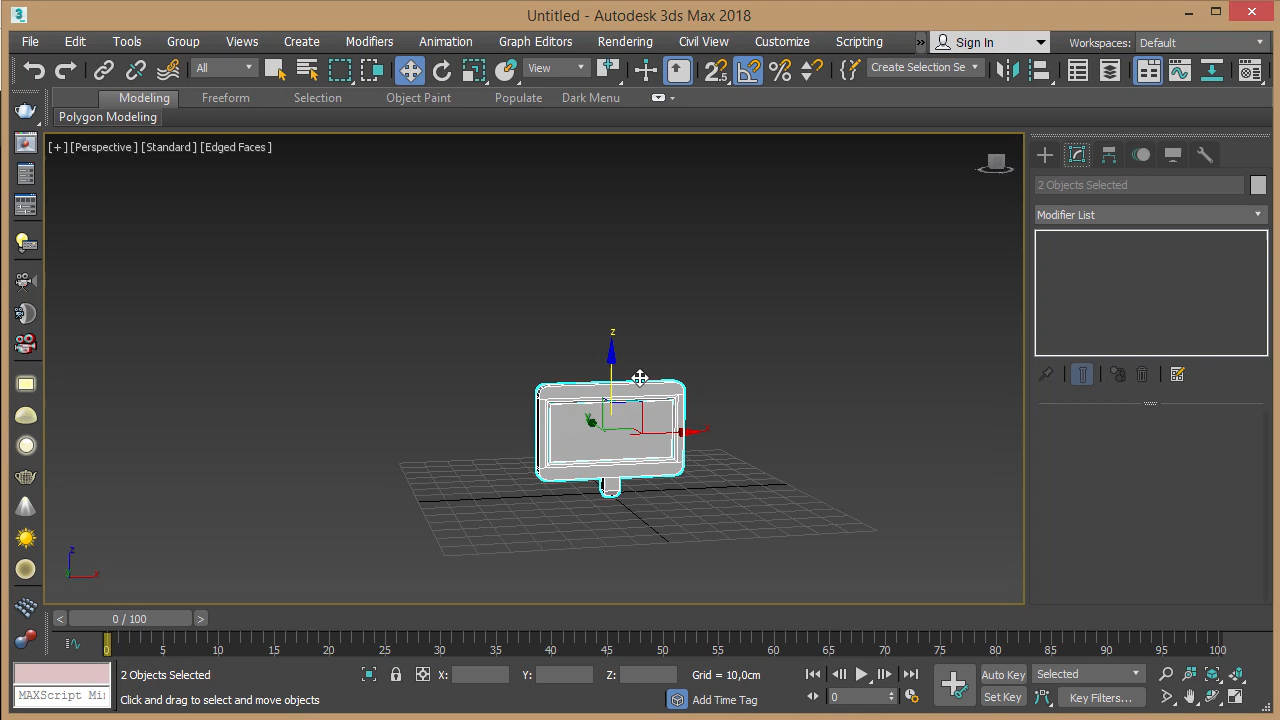 Untitled - Autodesk 3ds Max 2018
File Edit Tools Group Views Create Modifiers Animation Graph Editors Rendering Civil View Customize Scripting » Sign In Workspaces: Default
All View 2.5 Create Selection Se
Modeling Freeform Selection Object Paint Populate Dark Menu
Polygon Modeling
[+] [Perspective] [Standard] [Edged Faces]
2 Objects Selected
Modifier List
z
y x
z
x
< 0 / 100 >
0 5 10 15 20 25 30 35 40 45 50 55 60 65 70 75 80 85 90 95 100
2 Objects Selected X: Y: Z: Grid = 10,0cm Auto Key Selected
MAXScript Mi Click and drag to select and move objects Add Time Tag 0 Set Key Key Filters...